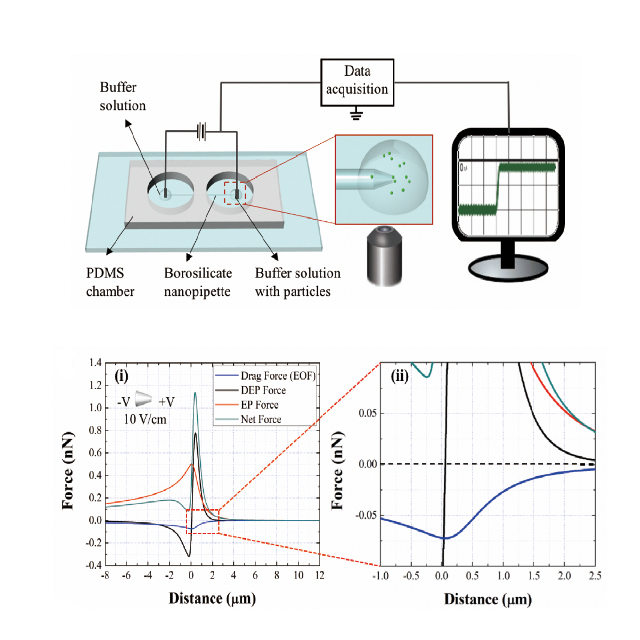 Data
acquisition
Buffer
solution
PDMS
chamber
Borosilicate
nanopipette
Buffer solution
with particles
(i)
Drag Force (EOF)
DEP Force
EP Force
Net Force
-V +V
10 V/cm
1.4
1.2
1.0
0.8
0.6
0.4
0.2
0.0
-0.2
-0.4
Force (nN)
-8 -6 -4 -2 0 2 4 6 8 10 12
Distance (μm)
(ii)
0.05
0.00
-0.05
Force (nN)
-1.0 -0.5 0.0 0.5 1.0 1.5 2.0 2.5
Distance (μm)